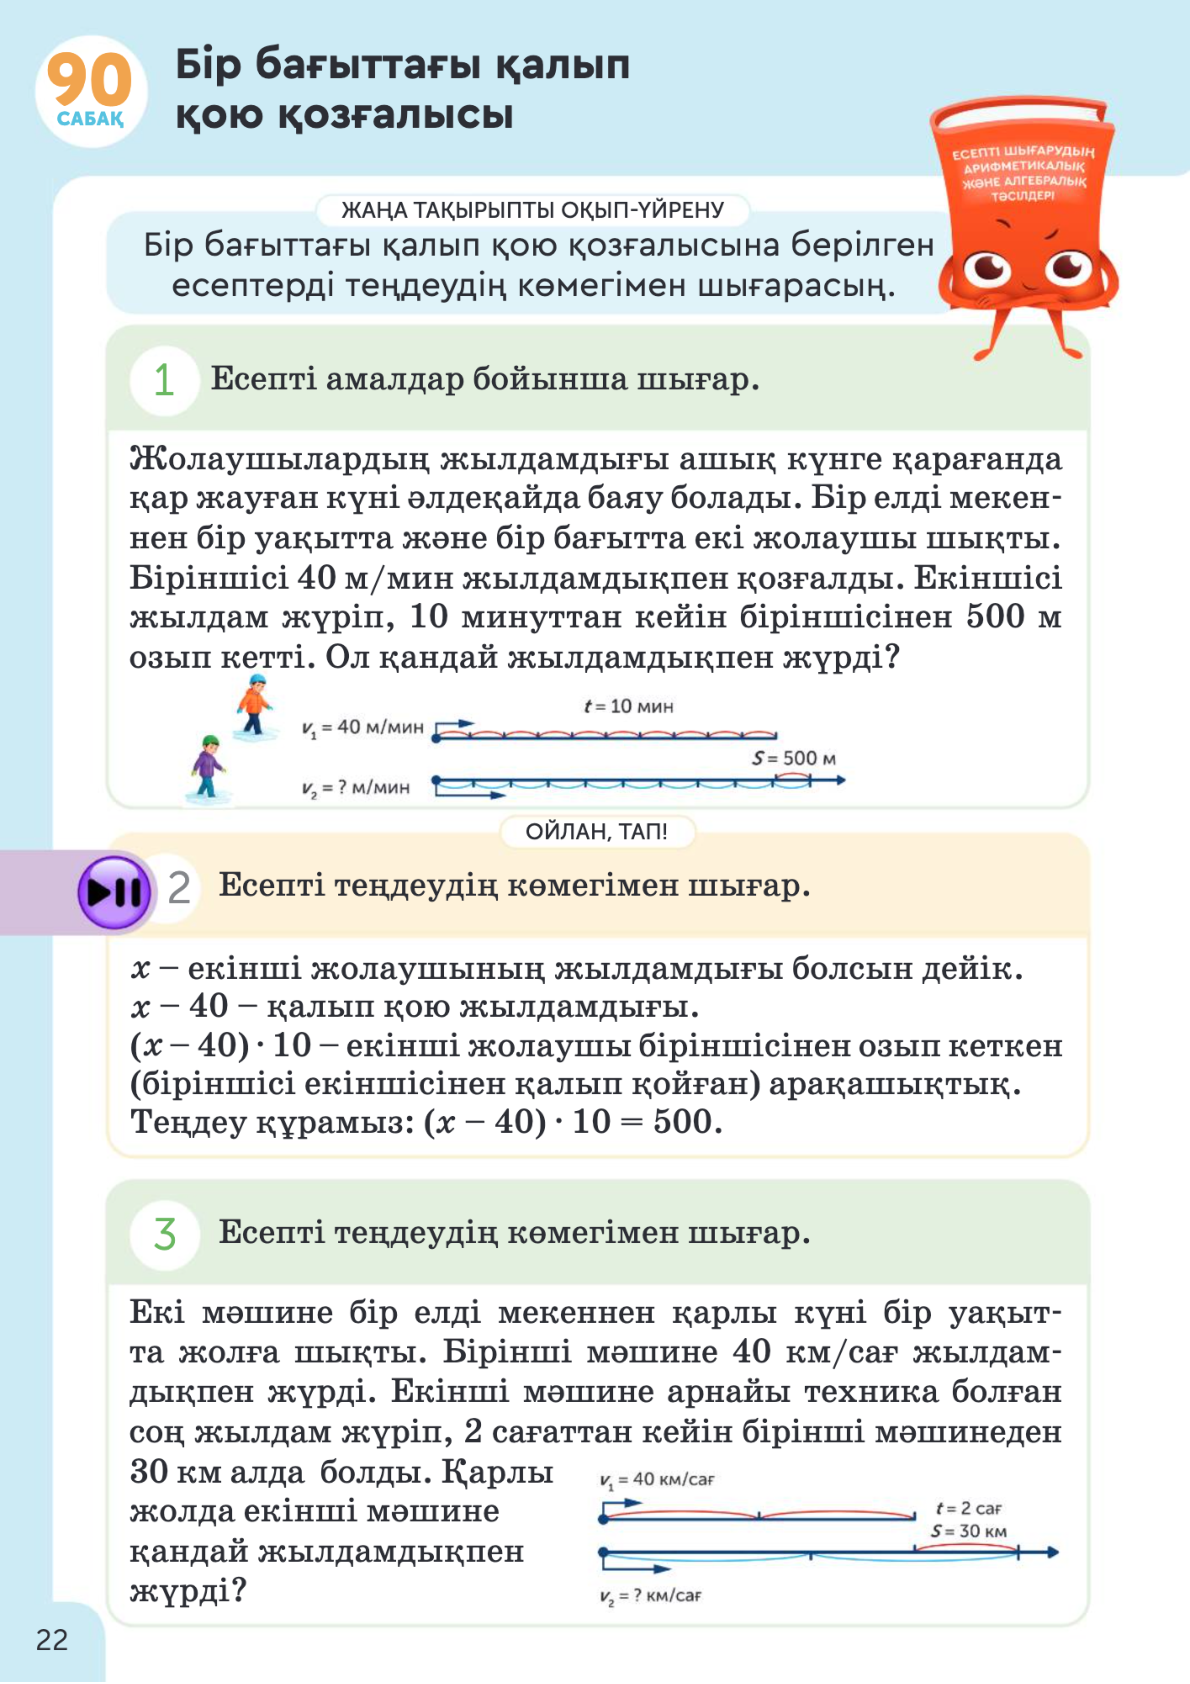 90
САБАҚ
Бір бағыттағы қалып
қою қозғалысы
ЕСЕПТІ ШЫҒАРУДЫҢ
АРИФМЕТИКАЛЫҚ
ЖӘНЕ АЛГЕБРАЛЫҚ
ТӘСІЛДЕРІ
ЖАҢА ТАҚЫРЫПТЫ ОҚЫП-ҮЙРЕНУ
Бір бағыттағы қалып қою қозғалысына берілген
есептерді теңдеудің көмегімен шығарасың.
1 Есепті амалдар бойынша шығар.
Жолаушылардың жылдамдығы ашық күнге қарағанда
қар жауған күні әлдеқайда баяу болады. Бір елді мекен-
нен бір уақытта және бір бағытта екі жолаушы шықты.
Біріншісі 40 м/мин жылдамдықпен қозғалды. Екіншісі
жылдам жүріп, 10 минуттан кейін біріншісінен 500 м
озып кетті. Ол қандай жылдамдықпен жүрді?
t = 10 мин
v₁ = 40 м/мин
S = 500 м
v₂ = ? м/мин
ОЙЛАН, ТАП!
2 Есепті теңдеудің көмегімен шығар.
x – екінші жолаушының жылдамдығы болсын дейік.
x – 40 – қалып қою жылдамдығы.
(x – 40) · 10 – екінші жолаушы біріншісінен озып кеткен
(біріншісі екіншісінен қалып қойған) арақашықтық.
Теңдеу құрамыз: (x – 40) · 10 = 500.
3 Есепті теңдеудің көмегімен шығар.
Екі мәшине бір елді мекеннен қарлы күні бір уақыт-
та жолға шықты. Бірінші мәшине 40 км/сағ жылдам-
дықпен жүрді. Екінші мәшине арнайы техника болған
соң жылдам жүріп, 2 сағаттан кейін бірінші мәшинеден
30 км алда болды. Қарлы
жолда екінші мәшине
қандай жылдамдықпен
жүрді?
v₁ = 40 км/сағ
t = 2 сағ
S = 30 км
v₂ = ? км/сағ
22